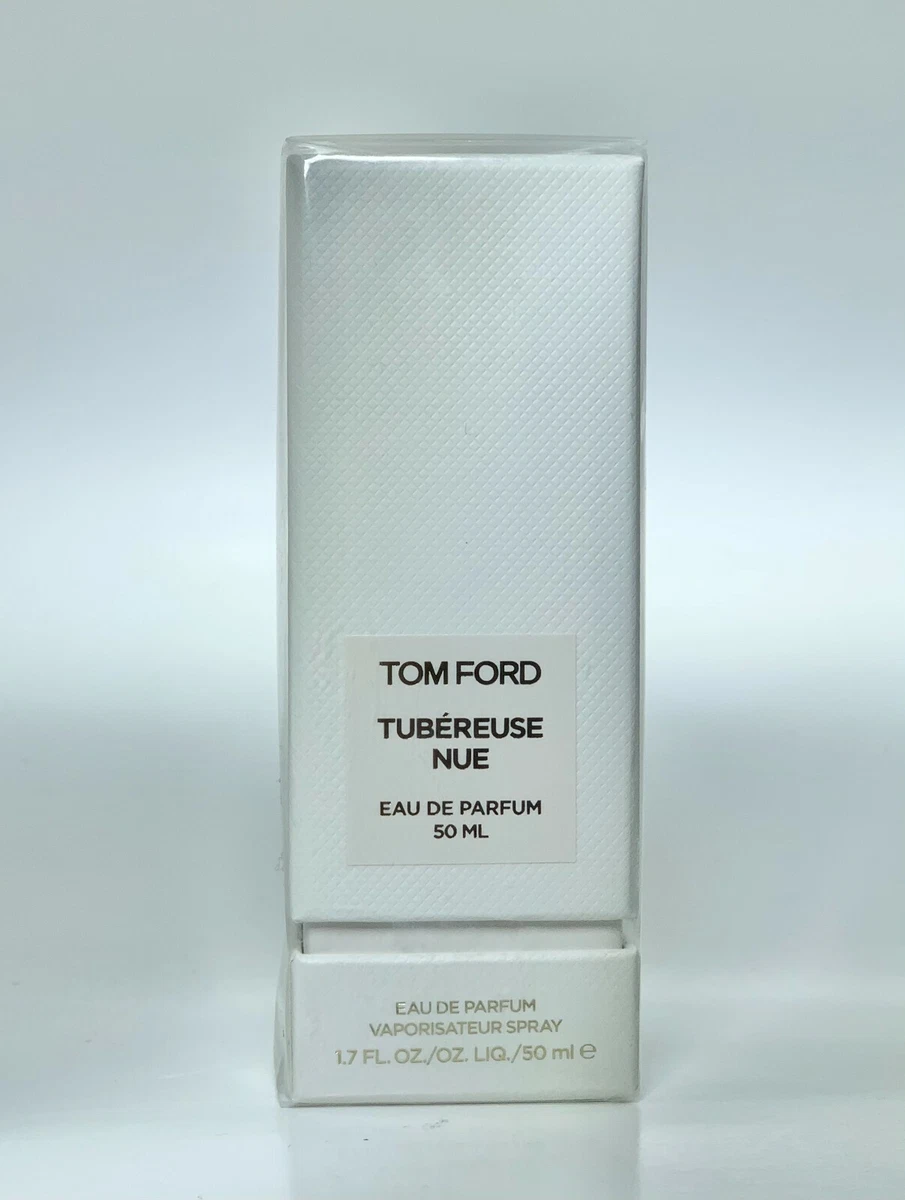 TOM FORD
TUBÉREUSE
NUE
EAU DE PARFUM
50 ML
EAU DE PARFUM
VAPORISATEUR SPRAY
1.7 FL. OZ./OZ. LIQ./50 ml ℮